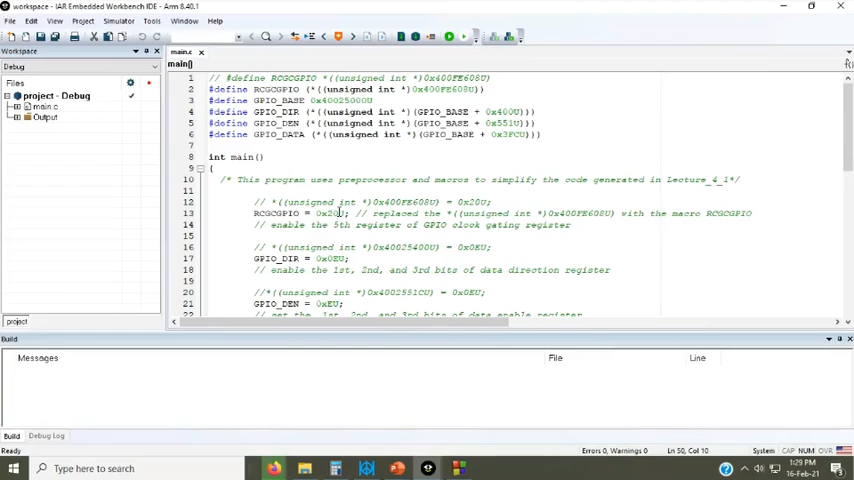 workspace - IAR Embedded Workbench IDE - Arm 8.40.1
File Edit View Project Simulator Tools Window Help
Workspace
main.c
Debug
main()
Files
project - Debug
main.c
Output
project
1 // #define RCGCGPIO *((unsigned int *)0x400FE608U)
2 #define RCGCGPIO (*((unsigned int *)0x400FE608U))
3 #define GPIO_BASE 0x40025000U
4 #define GPIO_DIR (*((unsigned int *)(GPIO_BASE + 0x400U)))
5 #define GPIO_DEN (*((unsigned int *)(GPIO_BASE + 0x551U)))
6 #define GPIO_DATA (*((unsigned int *)(GPIO_BASE + 0x3FCU)))
7
8 int main()
9 {
10 /* This program uses preprocessor and macros to simplify the code generated in Lecture_4_1*/
11
12 // *((unsigned int *)0x400FE608U) = 0x20U;
13 RCGCGPIO = 0x20U; // replaced the *((unsigned int *)0x400FE608U) with the macro RCGCGPIO
14 // enable the 5th register of GPIO clock gating register
15
16 // *((unsigned int *)0x40025400U) = 0x0EU;
17 GPIO_DIR = 0x0EU;
18 // enable the 1st, 2nd, and 3rd bits of data direction register
19
20 //*((unsigned int *)0x4002551CU) = 0x0EU;
21 GPIO_DEN = 0xEU;
22 // set the 1st, 2nd, and 3rd bits of data enable register
Build
Messages File Line
Build Debug Log
Ready Errors 0, Warnings 0 Ln 50, Col 10 System CAP NUM OVR
Type here to search
1:29 PM
16-Feb-21
3